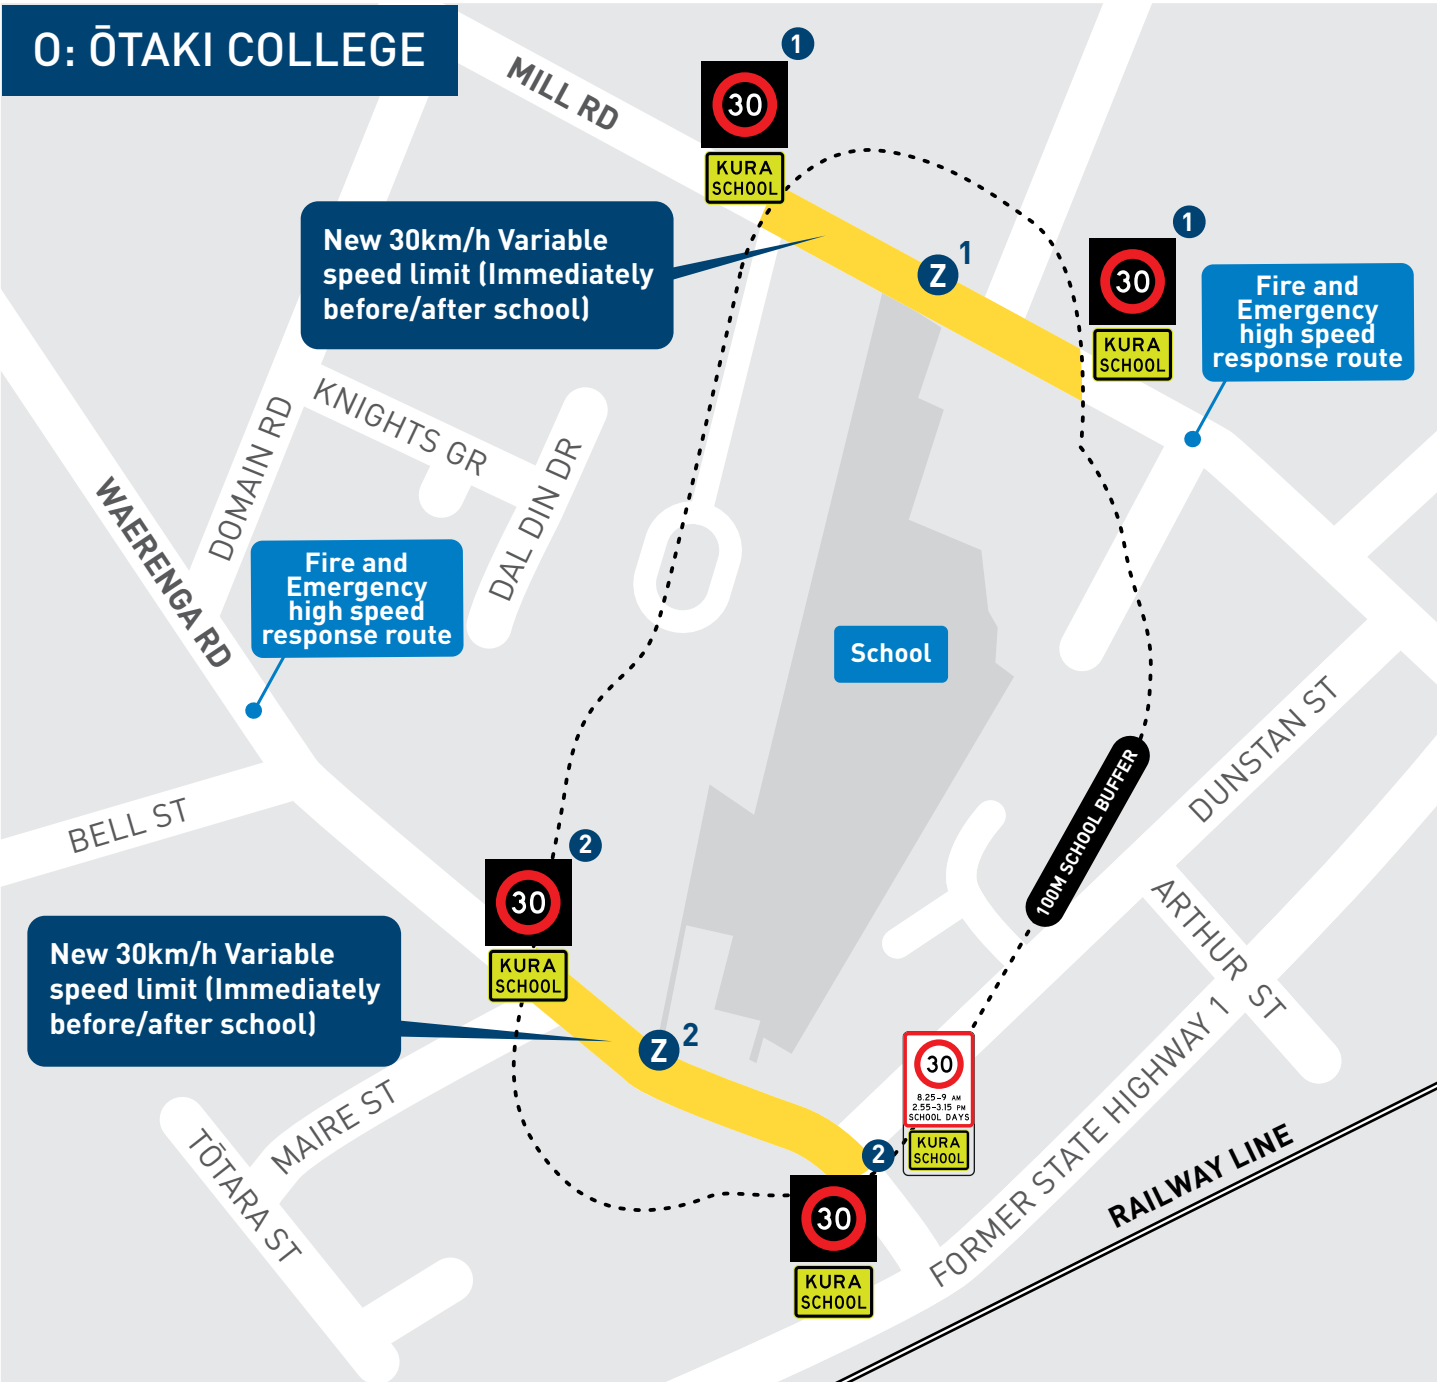 O: ŌTAKI COLLEGE
1
MILL RD
30
KURA
SCHOOL
New 30km/h Variable
speed limit (Immediately
before/after school)
1
Z 1
30
KURA
SCHOOL
Fire and
Emergency
high speed
response route
KNIGHTS GR
DOMAIN RD
DAL DIN DR
WAERENGA RD
Fire and
Emergency
high speed
response route
School
DUNSTAN ST
100M SCHOOL BUFFER
BELL ST
2
30
KURA
SCHOOL
ARTHUR ST
New 30km/h Variable
speed limit (Immediately
before/after school)
Z 2
30
8.25-9 AM
2.55-3.15 PM
SCHOOL DAYS
KURA
SCHOOL
MAIRE ST
TŌTARA ST
2
30
KURA
SCHOOL
FORMER STATE HIGHWAY 1
RAILWAY LINE